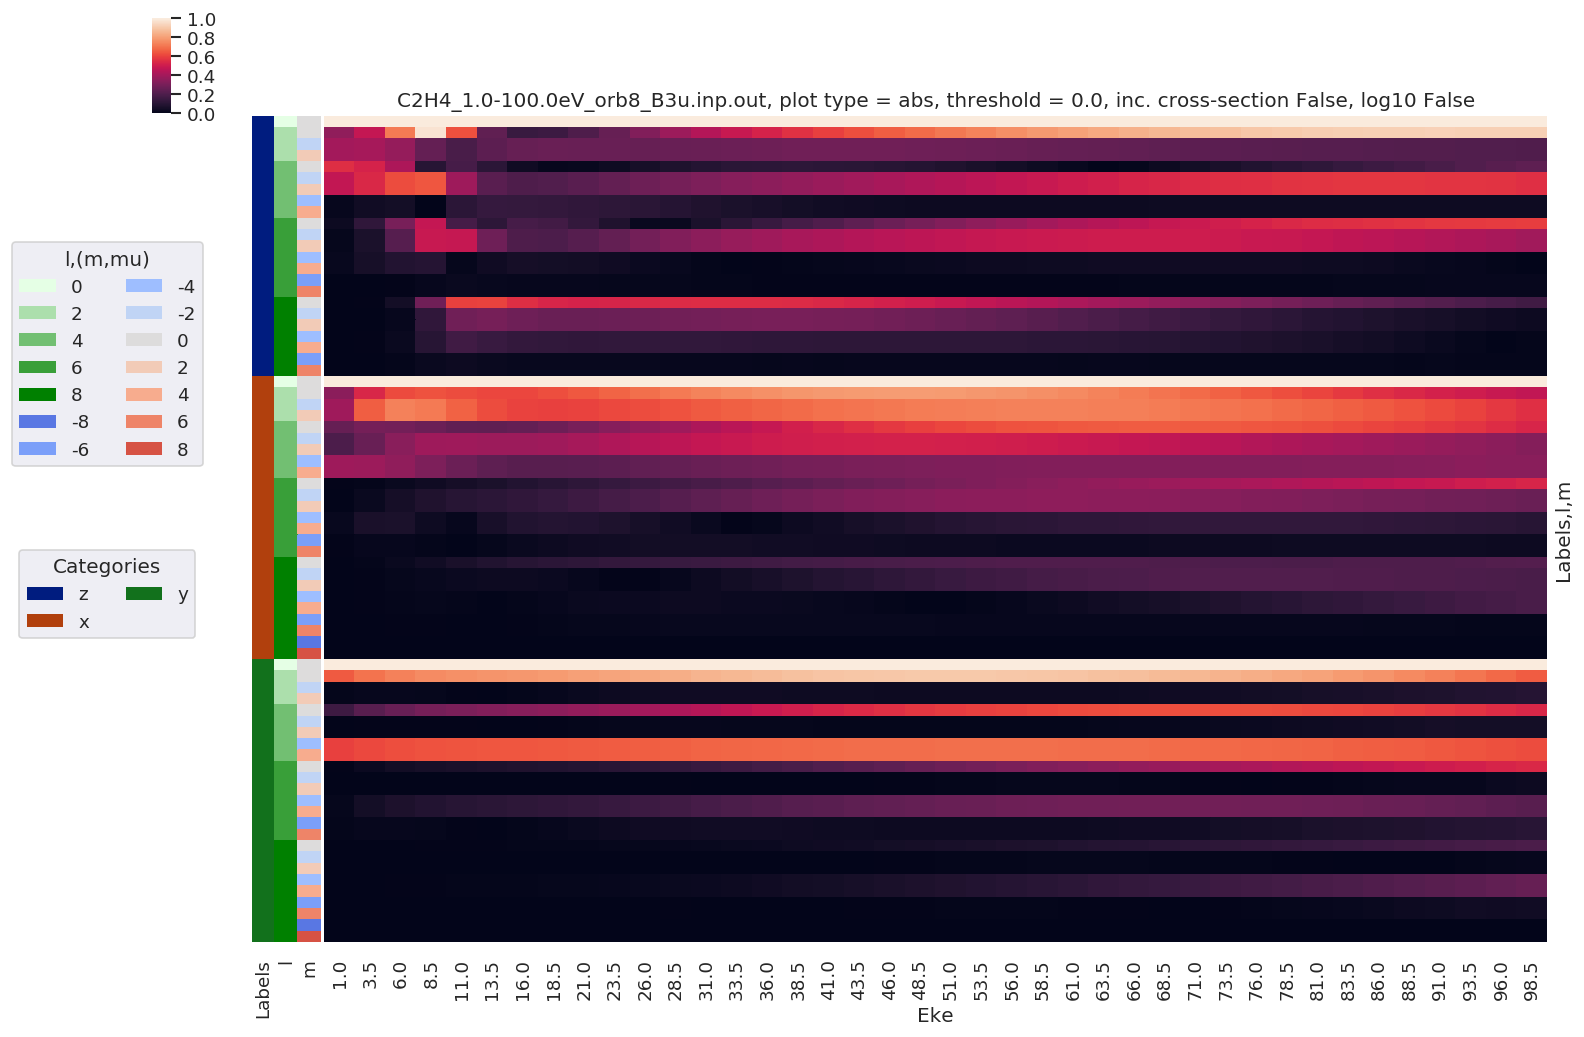 1.0
0.8
0.6
0.4
0.2
0.0
C2H4_1.0-100.0eV_orb8_B3u.inp.out, plot type = abs, threshold = 0.0, inc. cross-section False, log10 False
l,(m,mu)
0 -4
2 -2
4 0
6 2
8 4
-8 6
-6 8
Categories
z y
x
Labels,l,m
Labels l m 1.0 3.5 6.0 8.5 11.0 13.5 16.0 18.5 21.0 23.5 26.0 28.5 31.0 33.5 36.0 38.5 41.0 43.5 46.0 48.5 51.0 53.5 56.0 58.5 61.0 63.5 66.0 68.5 71.0 73.5 76.0 78.5 81.0 83.5 86.0 88.5 91.0 93.5 96.0 98.5
Eke